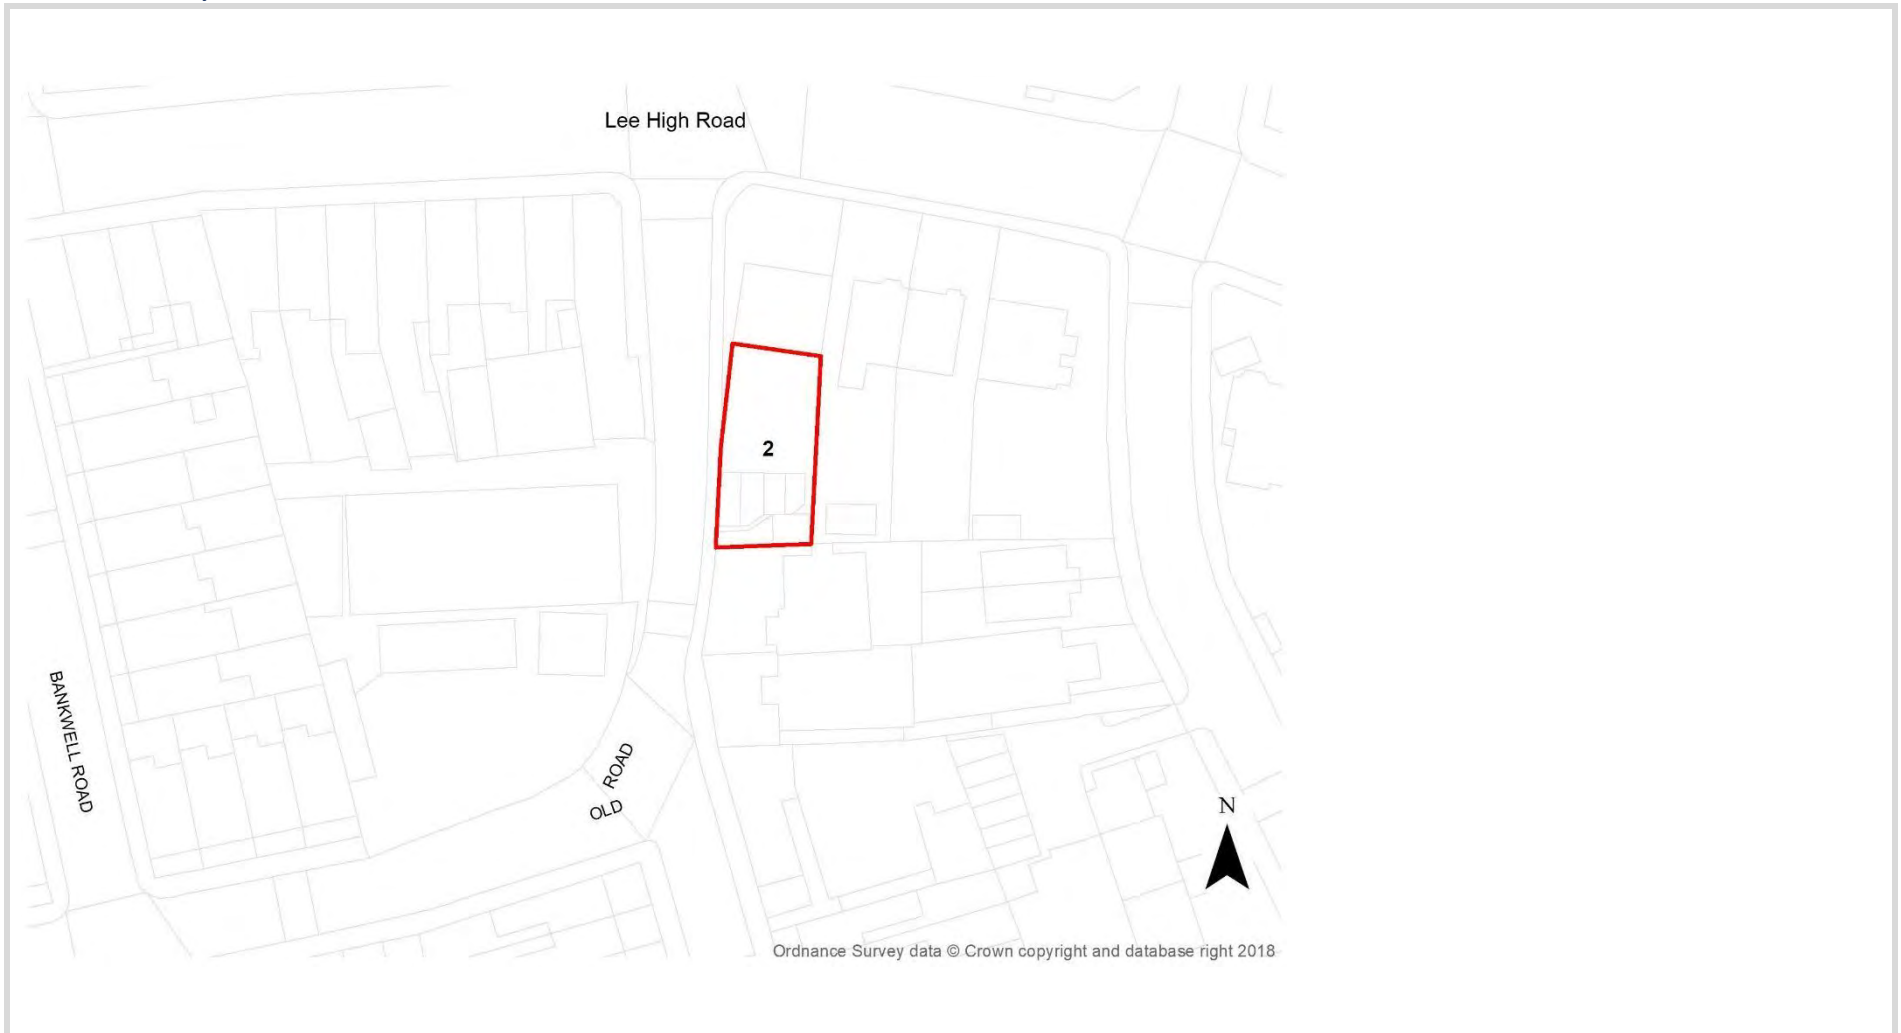 Lee High Road
2
BANKWELL ROAD
ROAD
OLD
N
Ordnance Survey data © Crown copyright and database right 2018